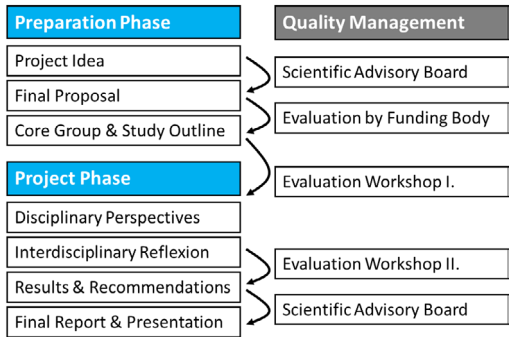 Preparation Phase
Project Idea
Final Proposal
Core Group & Study Outline
Project Phase
Disciplinary Perspectives
Interdisciplinary Reflexion
Results & Recommendations
Final Report & Presentation
Quality Management
Scientific Advisory Board
Evaluation by Funding Body
Evaluation Workshop I.
Evaluation Workshop II.
Scientific Advisory Board